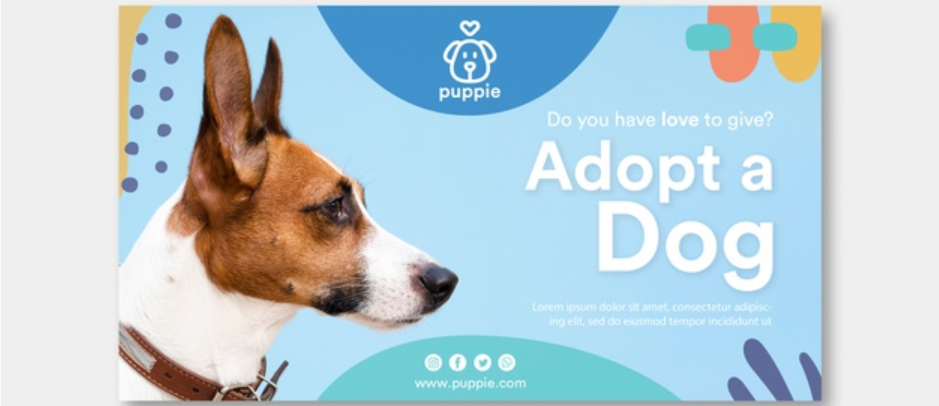 puppie
Do you have love to give?
Adopt a
Dog
Lorem ipsum dolor sit amet, consectetur adipisc-
ing elit, sed do eiusmod tempor incididunt ut
www.puppie.com